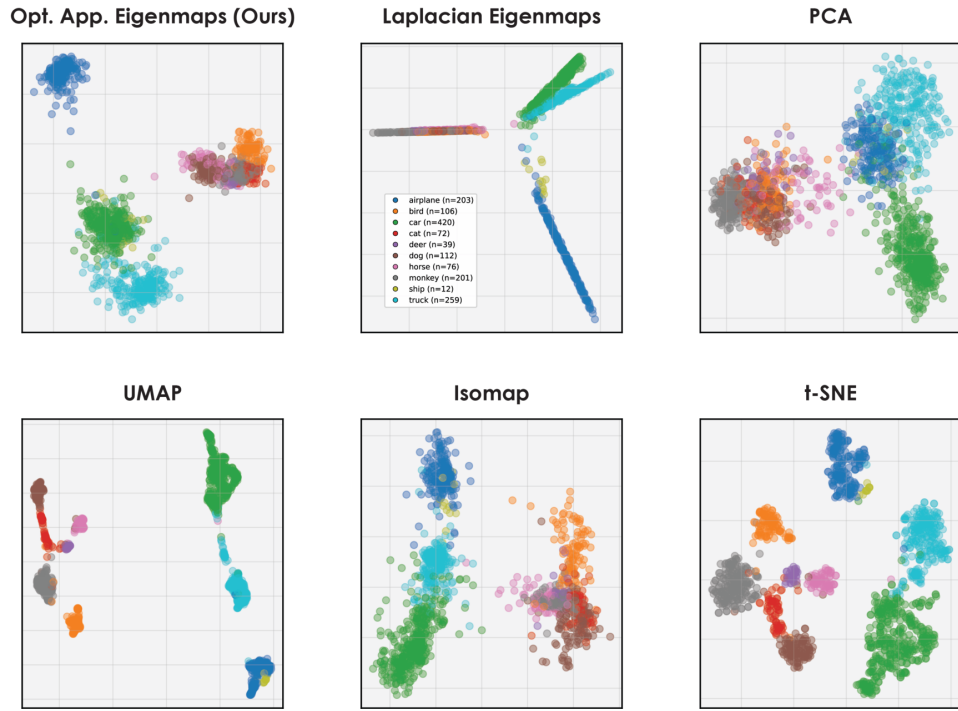 Opt. App. Eigenmaps (Ours)
Laplacian Eigenmaps
PCA
airplane (n=203)
bird (n=106)
car (n=420)
cat (n=72)
deer (n=39)
dog (n=112)
horse (n=76)
monkey (n=201)
ship (n=12)
truck (n=259)
UMAP
Isomap
t-SNE